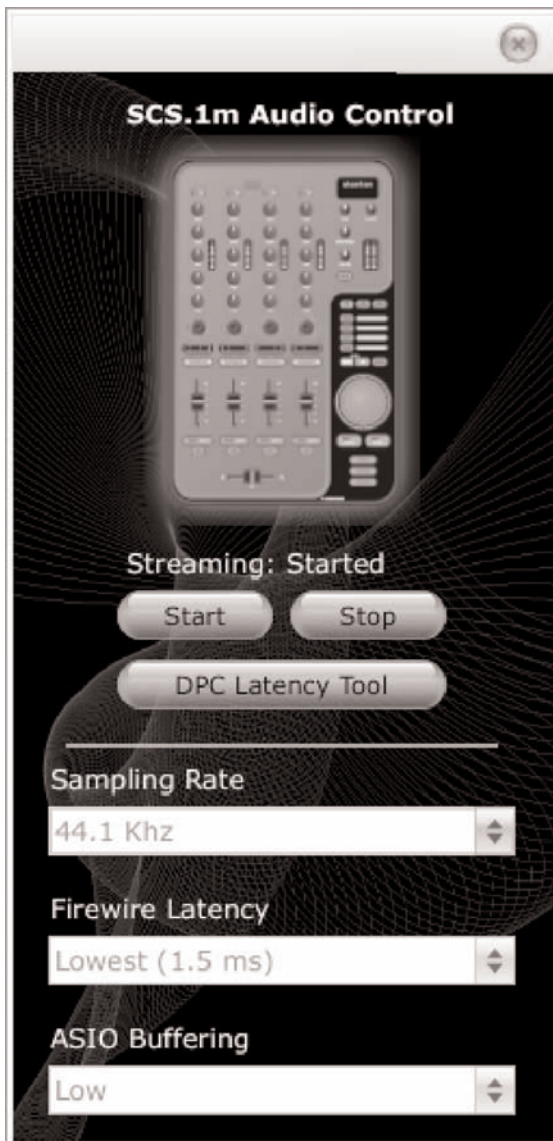 SCS.1m Audio Control
stanton
Streaming: Started
Start
Stop
DPC Latency Tool
Sampling Rate
44.1 Khz
Firewire Latency
Lowest (1.5 ms)
ASIO Buffering
Low